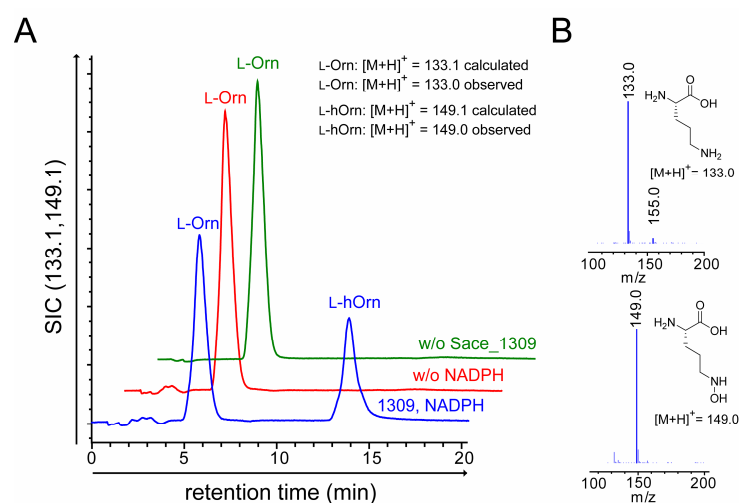 A
SIC (133.1,149.1)
L-Orn
L-Orn
L-Orn
L-hOrn
L-Orn: [M+H]+ = 133.1 calculated
L-Orn: [M+H]+ = 133.0 observed
L-hOrn: [M+H]+ = 149.1 calculated
L-hOrn: [M+H]+ = 149.0 observed
w/o Sace_1309
w/o NADPH
1309, NADPH
0 5 10 15 20
retention time (min)
B
133.0
155.0
H2N
O
OH
NH2
[M+H]+− 133.0
100 150 200
m/z
149.0
H2N
O
OH
NH
OH
[M+H]+ = 149.0
100 150 200
m/z